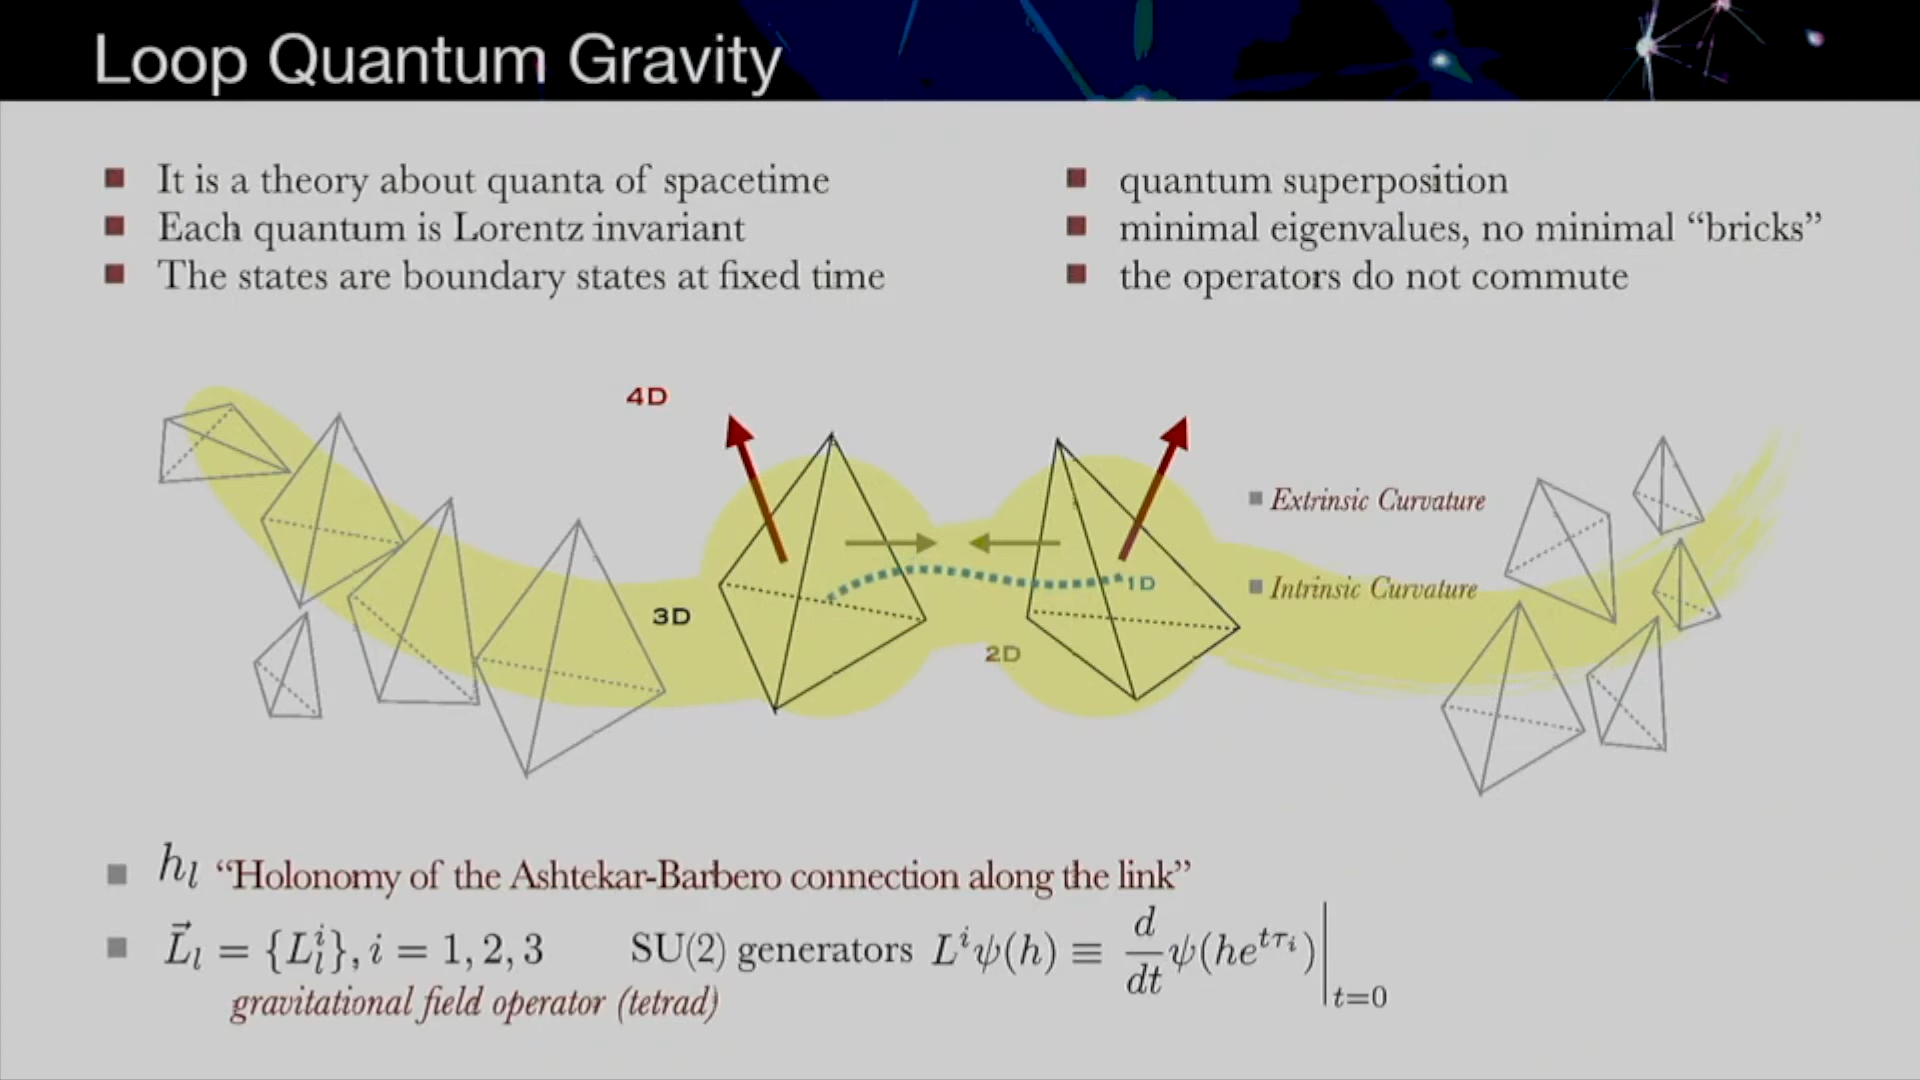 Loop Quantum Gravity
It is a theory about quanta of spacetime
Each quantum is Lorentz invariant
The states are boundary states at fixed time
quantum superposition
minimal eigenvalues, no minimal “bricks”
the operators do not commute
4D
3D
1D
2D
Extrinsic Curvature
Intrinsic Curvature
h_l “Holonomy of the Ashtekar-Barbero connection along the link”
\vec{L}_l = {L_l^i}, i = 1, 2, 3 SU(2) generators L^i ψ(h) ≡ d/dt ψ(he^{tτ_i})|_{t=0}
gravitational field operator (tetrad)